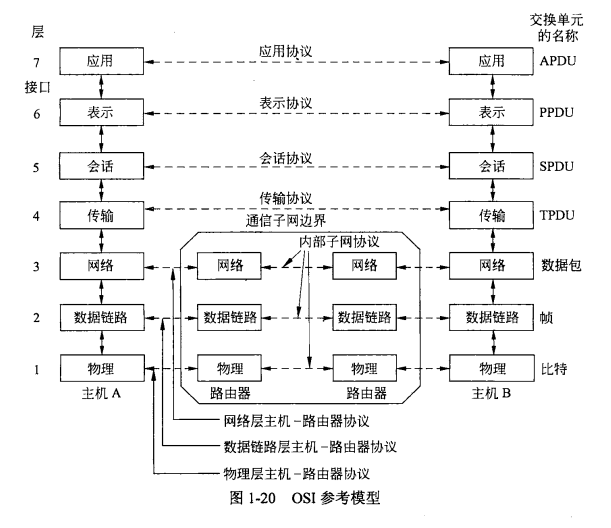 层
交换单元
的名称
7 应用 应用协议 应用 APDU
接口
6 表示 表示协议 表示 PPDU
5 会话 会话协议 会话 SPDU
4 传输 传输协议 传输 TPDU
通信子网边界
内部子网协议
3 网络 网络 网络 网络 数据包
2 数据链路 数据链路 数据链路 数据链路 帧
1 物理 物理 物理 物理 比特
主机 A 路由器 路由器 主机 B
网络层主机－路由器协议
数据链路层主机－路由器协议
物理层主机－路由器协议
图 1-20 OSI 参考模型